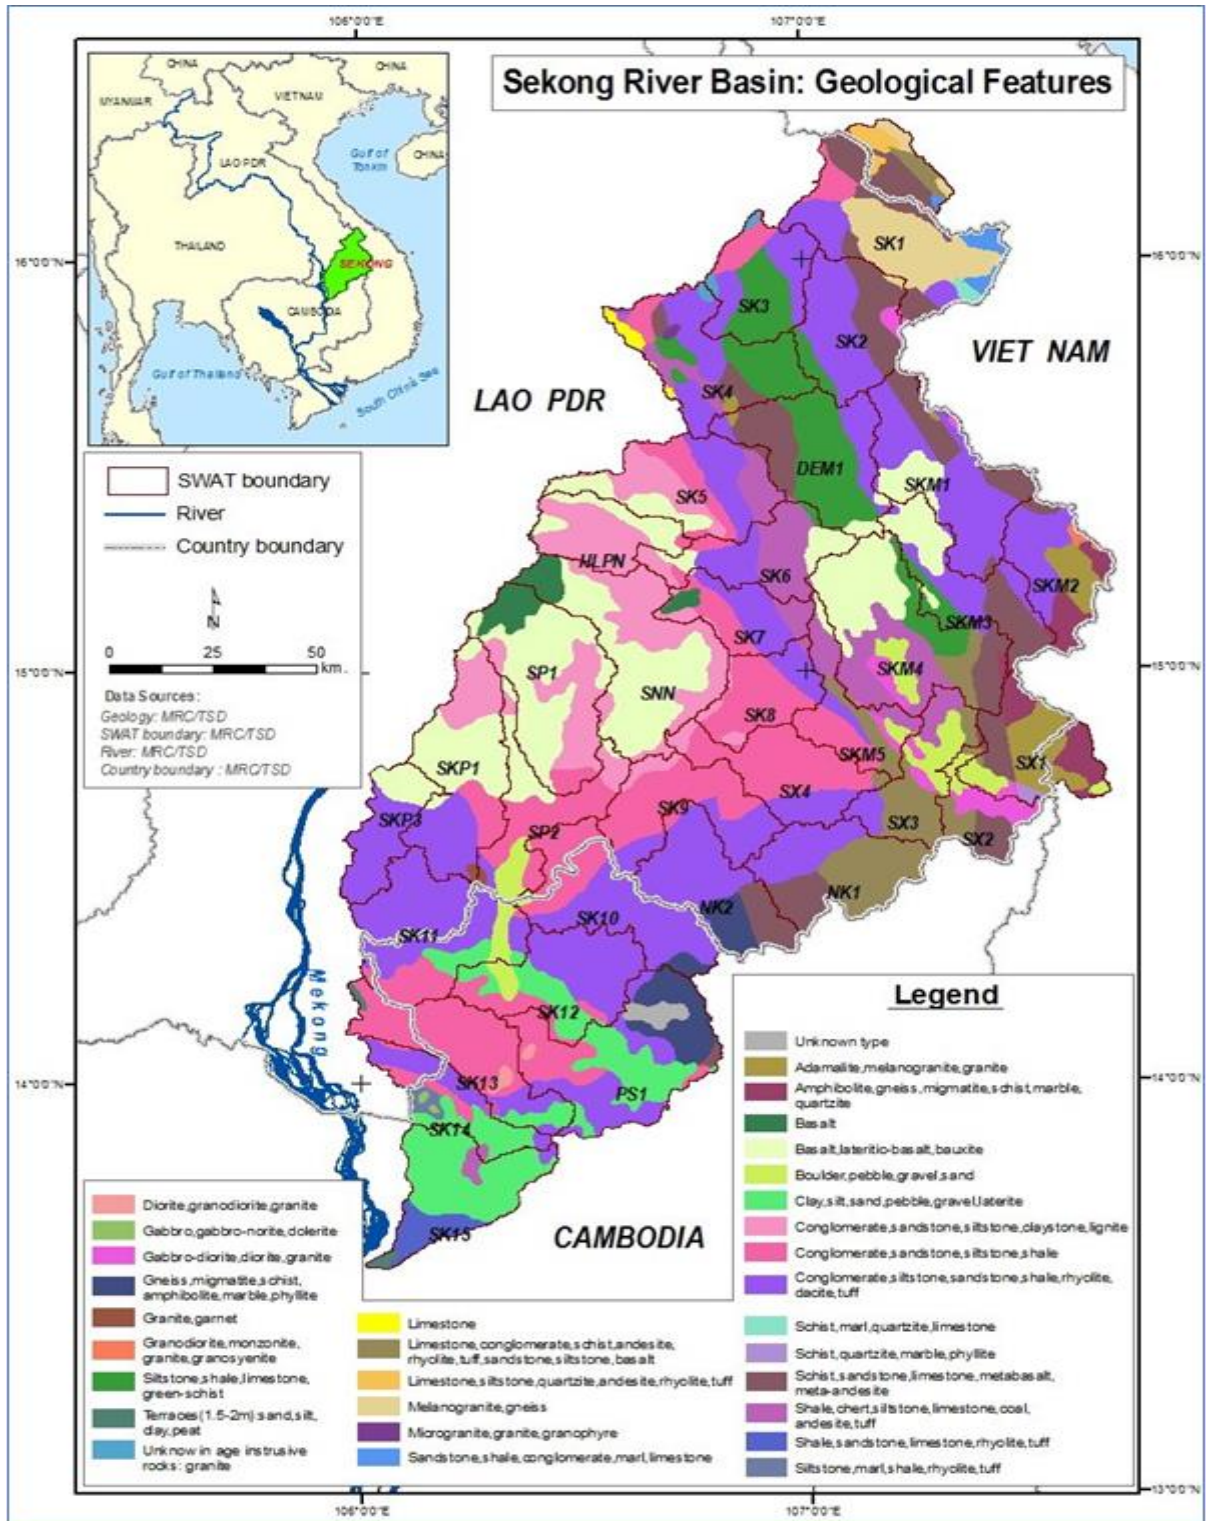 106°0'0"E
107°0'0"E
Sekong River Basin: Geological Features
CHINA
CHINA
MYANMAR
VIETNAM
LAO PDR
Gulf of
Tonkin
CHINA
THAILAND
SEKONG
CAMBODIA
Gulf of Thailand
South China Sea
16°0'0"N
16°0'0"N
SK1
SK3
SK2
VIET NAM
LAO PDR
SK4
DEM1
SKM1
SK5
HLPN
SK6
SKM2
SKM3
SK7
SKM4
SP1
SNN
SK8
SKM5
SX1
SKP1
SX4
SKP3
SK9
SX3
SP2
SX2
NK1
NK2
SK10
SK11
SK12
SK13
PS1
SK14
SK15
CAMBODIA
Mekong
SWAT boundary
River
Country boundary
N
0 25 50
km.
Data Sources:
Geology: MRC/TSD
SWAT boundary: MRC/TSD
River: MRC/TSD
Country boundary : MRC/TSD
15°0'0"N
15°0'0"N
14°0'0"N
14°0'0"N
Legend
Unknown type
Adamalite,melanogranite,granite
Amphibolite,gneiss,migmatite,schist,marble,
quartzite
Basalt
Basalt,lateritio-basalt,bauxite
Boulder,pebble,gravel,sand
Clay,silt,sand,pebble,gravel,laterite
Conglomerate,sandstone,siltstone,claystone,lignite
Conglomerate,sandstone,siltstone,shale
Conglomerate,siltstone,sandstone,shale,rhyolite,
dacite,tuff
Diorite,granodiorite,granite
Gabbro,gabbro-norite,dolerite
Gabbro-diorite,diorite,granite
Gneiss,migmatite,schist,
amphibolite,marble,phyllite
Granite,garnet
Granodiorite,monzonite,
granite,granosyenite
Siltstone,shale,limestone,
green-schist
Terraces(1.5-2m):sand,silt,
clay,peat
Unknow in age instrusive
rocks: granite
Limestone
Limestone,conglomerate,schist,andesite,
rhyolite,tuff,sandstone,siltstone,basalt
Limestone,siltstone,quartzite,andesite,rhyolite,tuff
Melanogranite,gneiss
Microgranite,granite,granophyre
Sandstone,shale,conglomerate,marl,limestone
Schist,marl,quartzite,limestone
Schist,quartzite,marble,phyllite
Schist,sandstone,limestone,metabasalt,
meta-andesite
Shale,chert,siltstone,limestone,coal,
andesite,tuff
Shale,sandstone,limestone,rhyolite,tuff
Siltstone,marl,shale,rhyolite,tuff
13°0'0"N
106°0'0"E
107°0'0"E